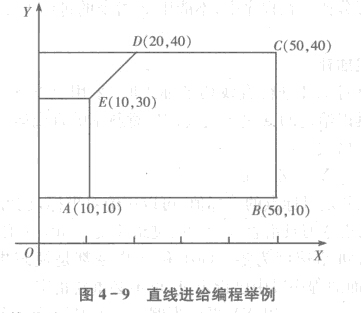 Y
D(20,40)
C(50,40)
E(10,30)
A(10,10)
B(50,10)
O
X
图 4-9 直线进给编程举例